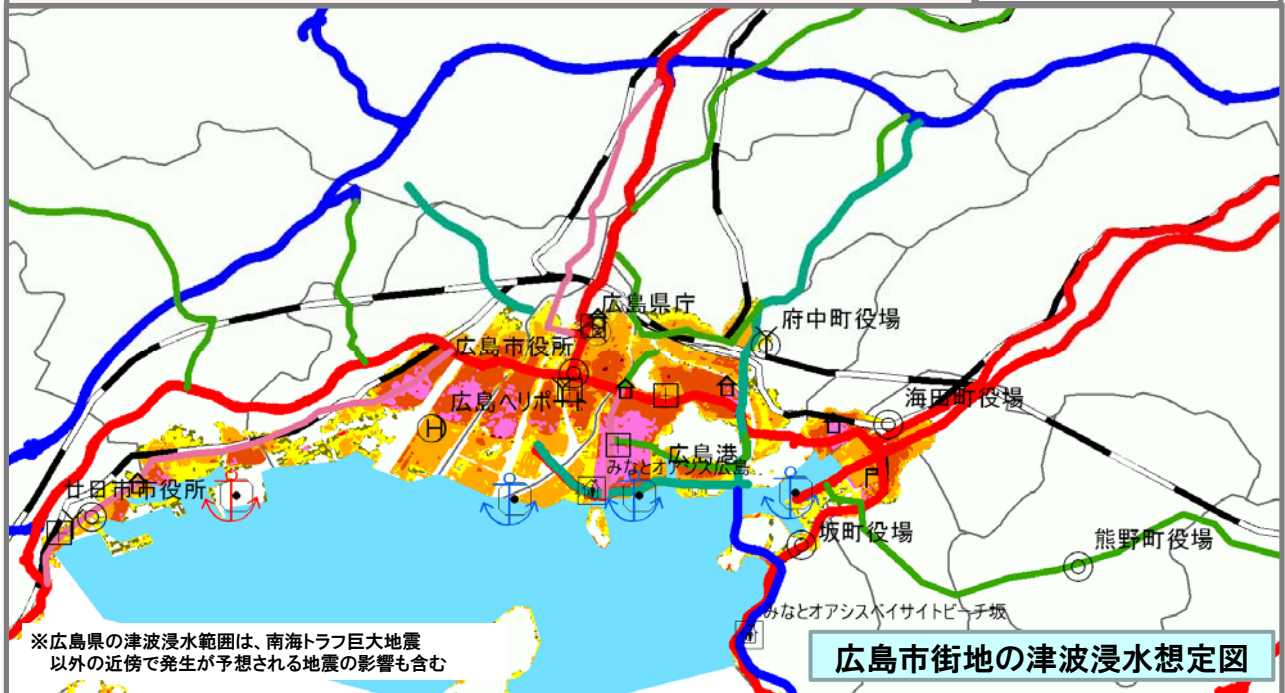 広島県庁
府中町役場
広島市役所
広島ヘリポート
海田町役場
広島港
みなとオアシス広島
廿日市市役所
坂町役場
熊野町役場
みなとオアシスベイサイトビーチ坂
※広島県の津波浸水範囲は、南海トラフ巨大地震
以外の近傍で発生が予想される地震の影響も含む
広島市街地の津波浸水想定図